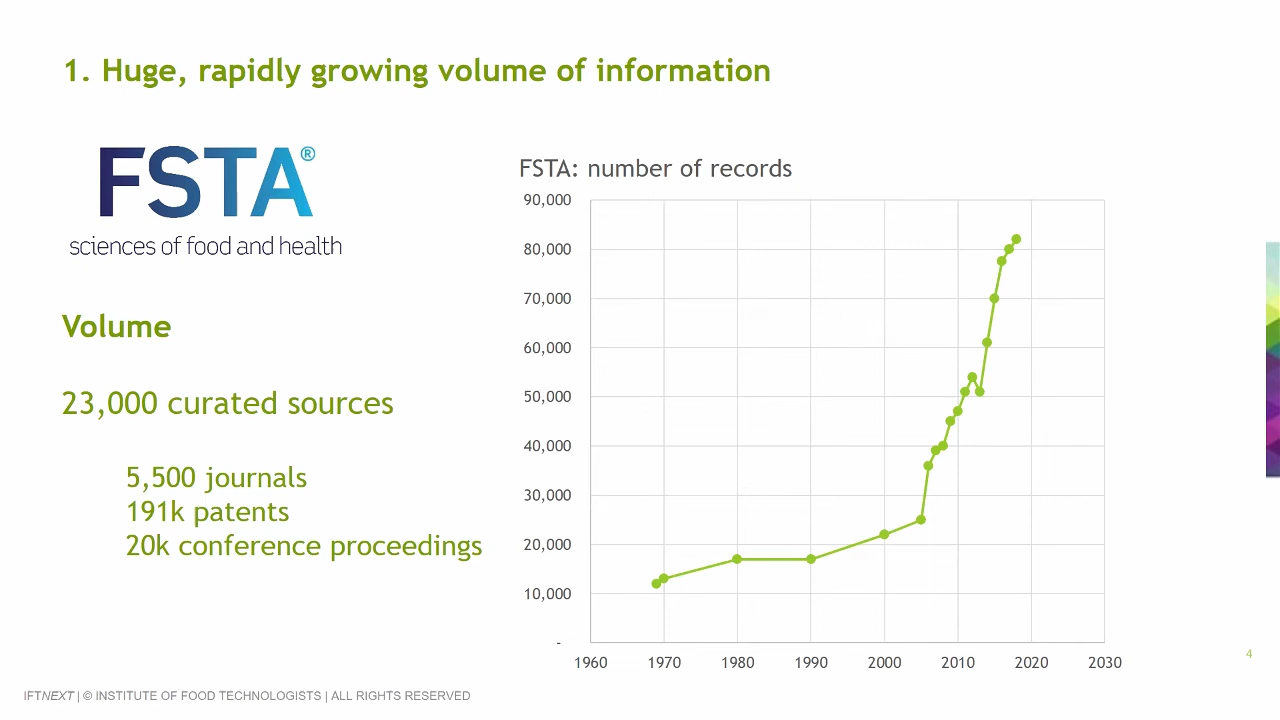 1. Huge, rapidly growing volume of information
FSTA®
sciences of food and health
Volume
23,000 curated sources
5,500 journals
191k patents
20k conference proceedings
FSTA: number of records
90,000
80,000
70,000
60,000
50,000
40,000
30,000
20,000
10,000
-
1960 1970 1980 1990 2000 2010 2020 2030
4
IFTNEXT | © INSTITUTE OF FOOD TECHNOLOGISTS | ALL RIGHTS RESERVED